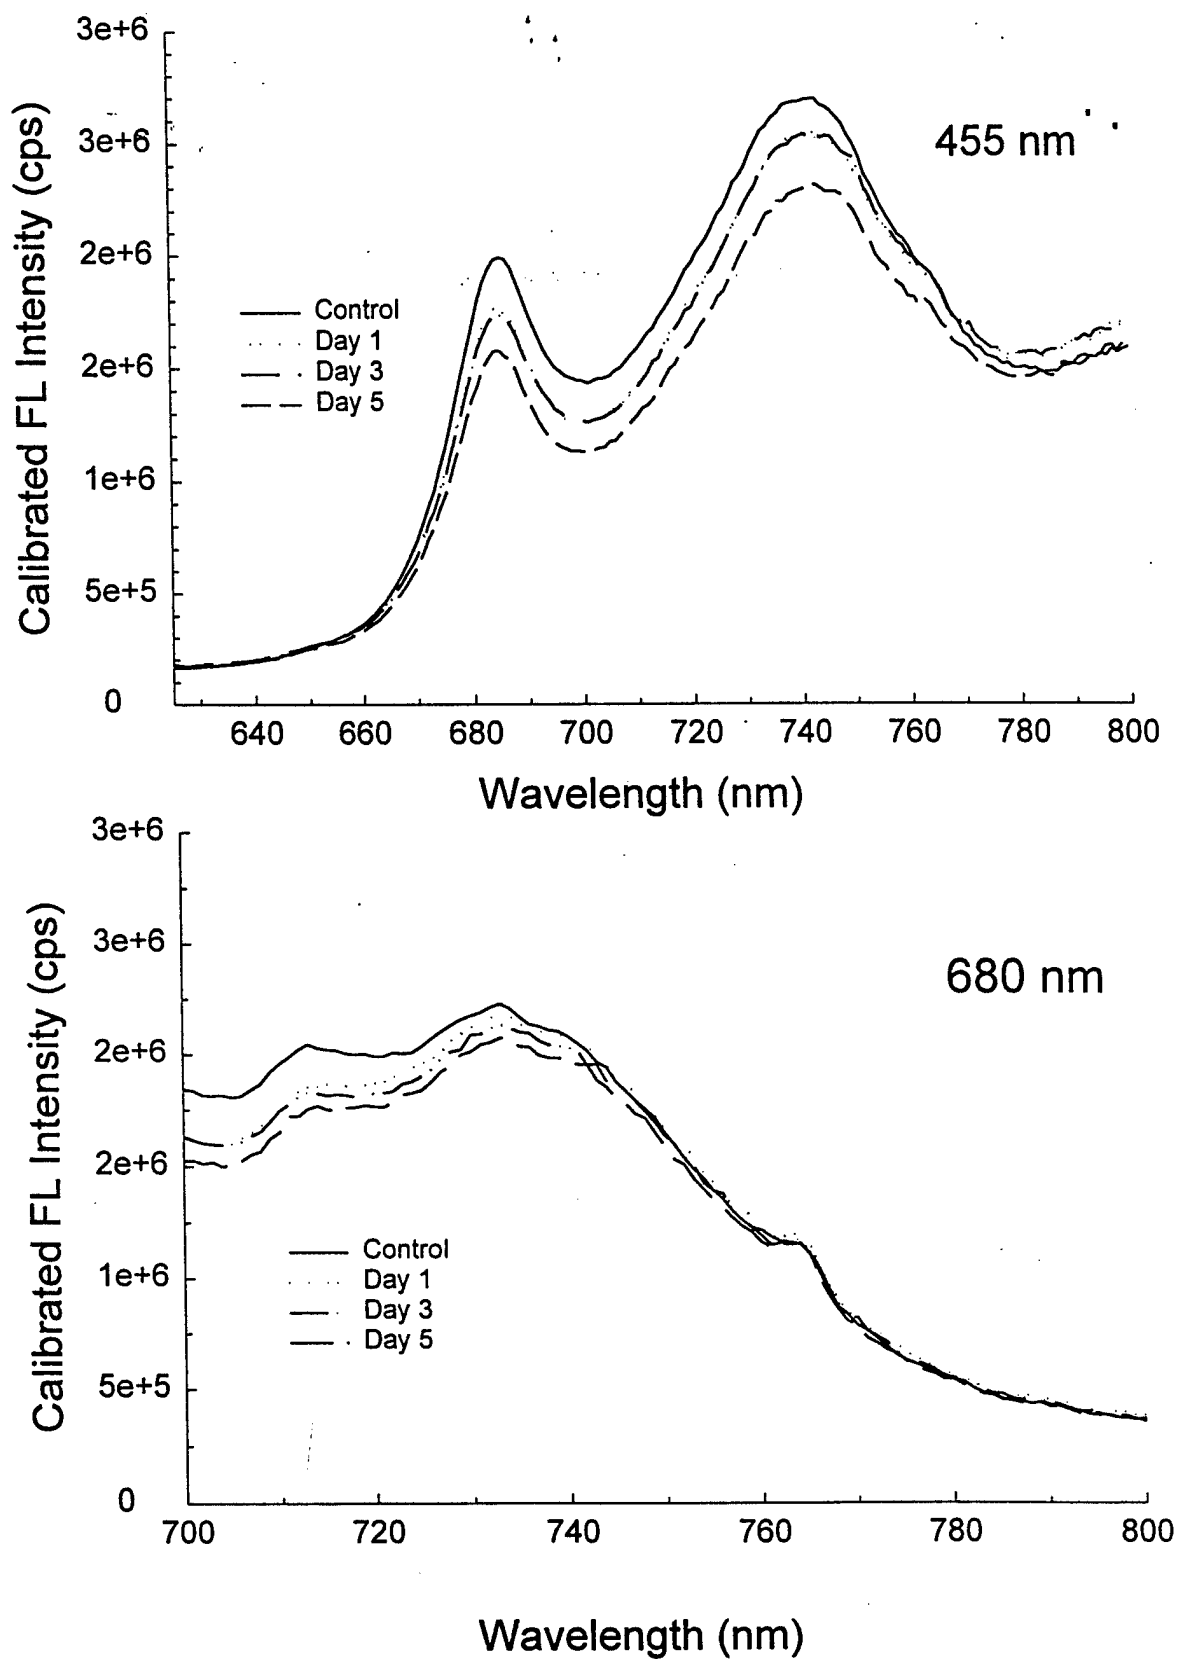 3e+6
3e+6
2e+6
2e+6
1e+6
5e+5
0
Calibrated FL Intensity (cps)
455 nm
Control
Day 1
Day 3
Day 5
640 660 680 700 720 740 760 780 800
Wavelength (nm)
3e+6
3e+6
2e+6
2e+6
1e+6
5e+5
0
Calibrated FL Intensity (cps)
680 nm
Control
Day 1
Day 3
Day 5
700 720 740 760 780 800
Wavelength (nm)